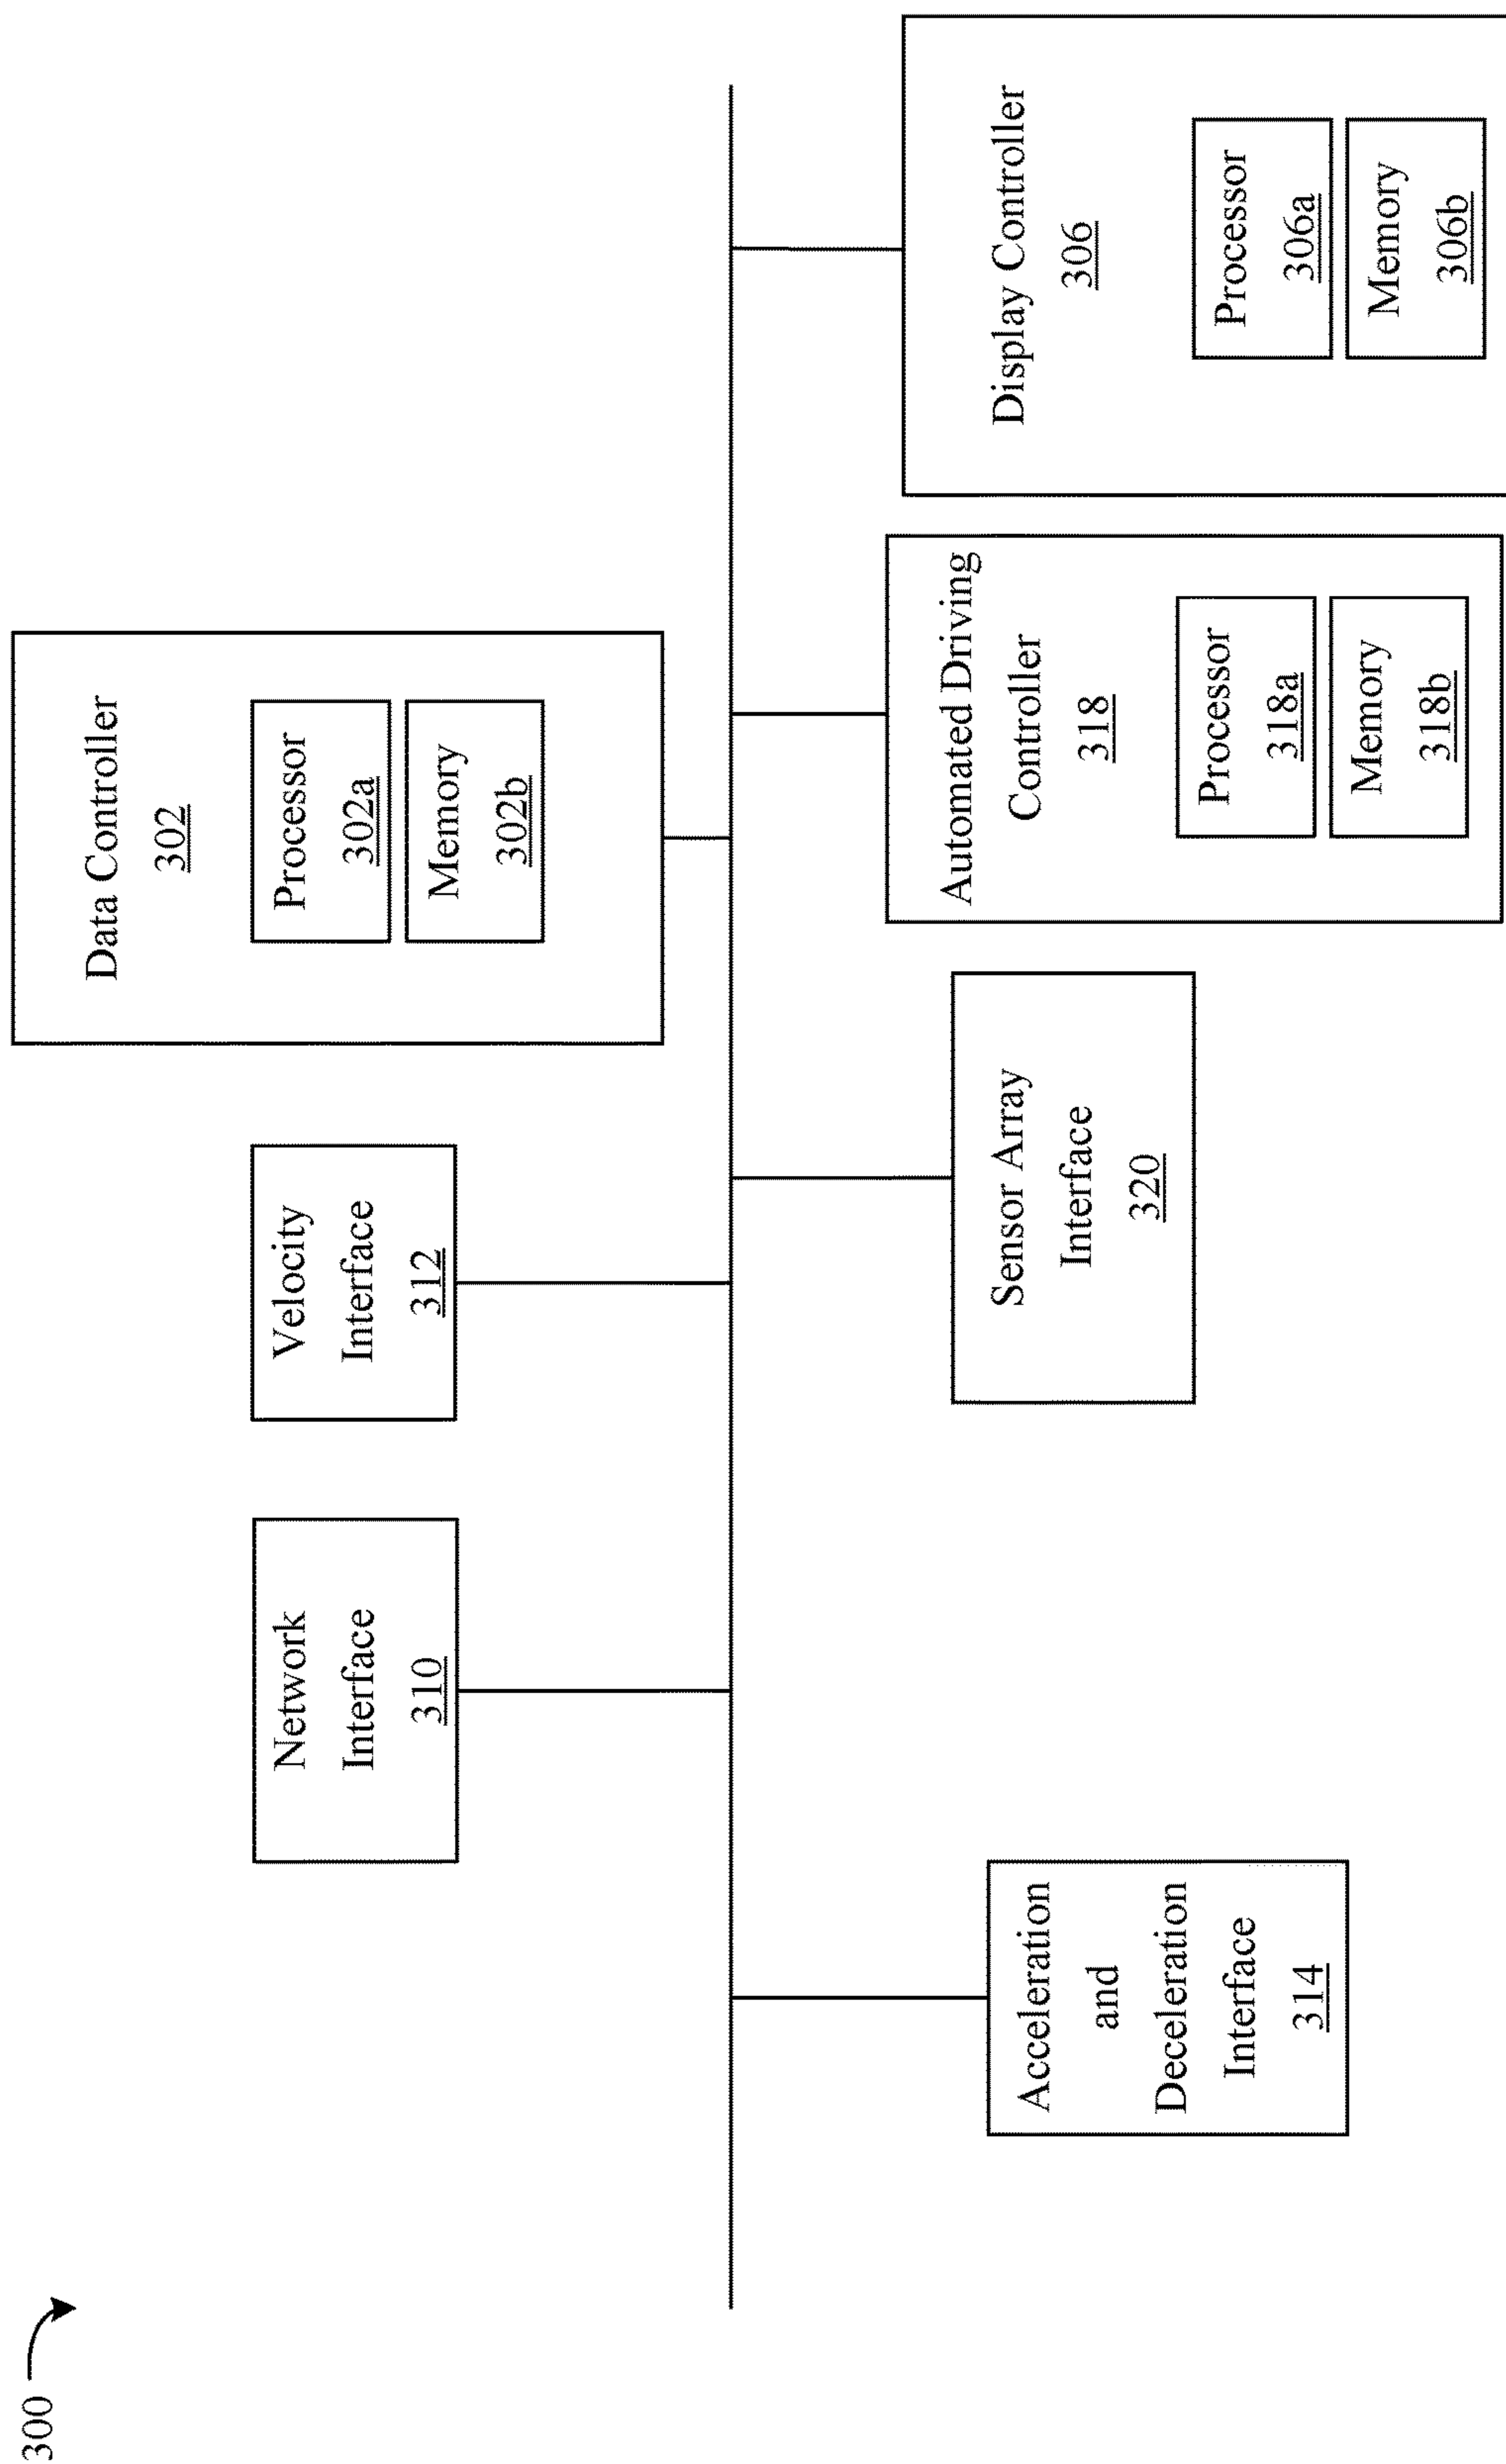 300
Network
Interface
310
Velocity
Interface
312
Data Controller
302
Processor
302a
Memory
302b
Acceleration
and
Deceleration
Interface
314
Sensor Array
Interface
320
Automated Driving
Controller
318
Processor
318a
Memory
318b
Display Controller
306
Processor
306a
Memory
306b